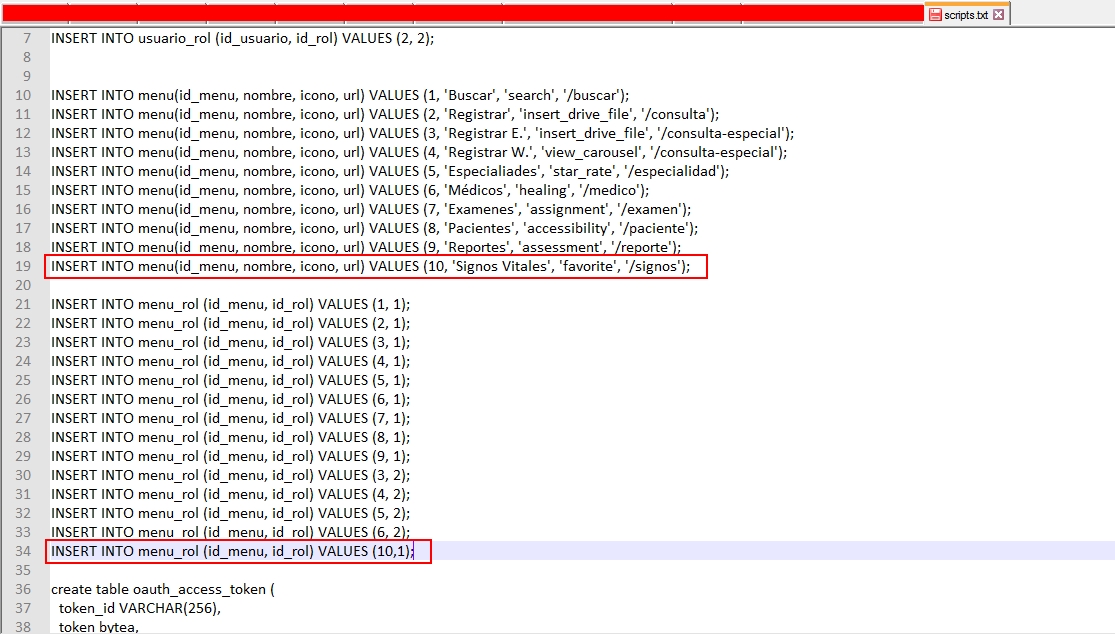 scripts.txt
7 INSERT INTO usuario_rol (id_usuario, id_rol) VALUES (2, 2);
8
9
10 INSERT INTO menu(id_menu, nombre, icono, url) VALUES (1, 'Buscar', 'search', '/buscar');
11 INSERT INTO menu(id_menu, nombre, icono, url) VALUES (2, 'Registrar', 'insert_drive_file', '/consulta');
12 INSERT INTO menu(id_menu, nombre, icono, url) VALUES (3, 'Registrar E.', 'insert_drive_file', '/consulta-especial');
13 INSERT INTO menu(id_menu, nombre, icono, url) VALUES (4, 'Registrar W.', 'view_carousel', '/consulta-especial');
14 INSERT INTO menu(id_menu, nombre, icono, url) VALUES (5, 'Especialiades', 'star_rate', '/especialidad');
15 INSERT INTO menu(id_menu, nombre, icono, url) VALUES (6, 'Médicos', 'healing', '/medico');
16 INSERT INTO menu(id_menu, nombre, icono, url) VALUES (7, 'Examenes', 'assignment', '/examen');
17 INSERT INTO menu(id_menu, nombre, icono, url) VALUES (8, 'Pacientes', 'accessibility', '/paciente');
18 INSERT INTO menu(id_menu, nombre, icono, url) VALUES (9, 'Reportes', 'assessment', '/reporte');
19 INSERT INTO menu(id_menu, nombre, icono, url) VALUES (10, 'Signos Vitales', 'favorite', '/signos');
20
21 INSERT INTO menu_rol (id_menu, id_rol) VALUES (1, 1);
22 INSERT INTO menu_rol (id_menu, id_rol) VALUES (2, 1);
23 INSERT INTO menu_rol (id_menu, id_rol) VALUES (3, 1);
24 INSERT INTO menu_rol (id_menu, id_rol) VALUES (4, 1);
25 INSERT INTO menu_rol (id_menu, id_rol) VALUES (5, 1);
26 INSERT INTO menu_rol (id_menu, id_rol) VALUES (6, 1);
27 INSERT INTO menu_rol (id_menu, id_rol) VALUES (7, 1);
28 INSERT INTO menu_rol (id_menu, id_rol) VALUES (8, 1);
29 INSERT INTO menu_rol (id_menu, id_rol) VALUES (9, 1);
30 INSERT INTO menu_rol (id_menu, id_rol) VALUES (3, 2);
31 INSERT INTO menu_rol (id_menu, id_rol) VALUES (4, 2);
32 INSERT INTO menu_rol (id_menu, id_rol) VALUES (5, 2);
33 INSERT INTO menu_rol (id_menu, id_rol) VALUES (6, 2);
34 INSERT INTO menu_rol (id_menu, id_rol) VALUES (10,1);
35
36 create table oauth_access_token (
37 token_id VARCHAR(256),
38 token bytea,